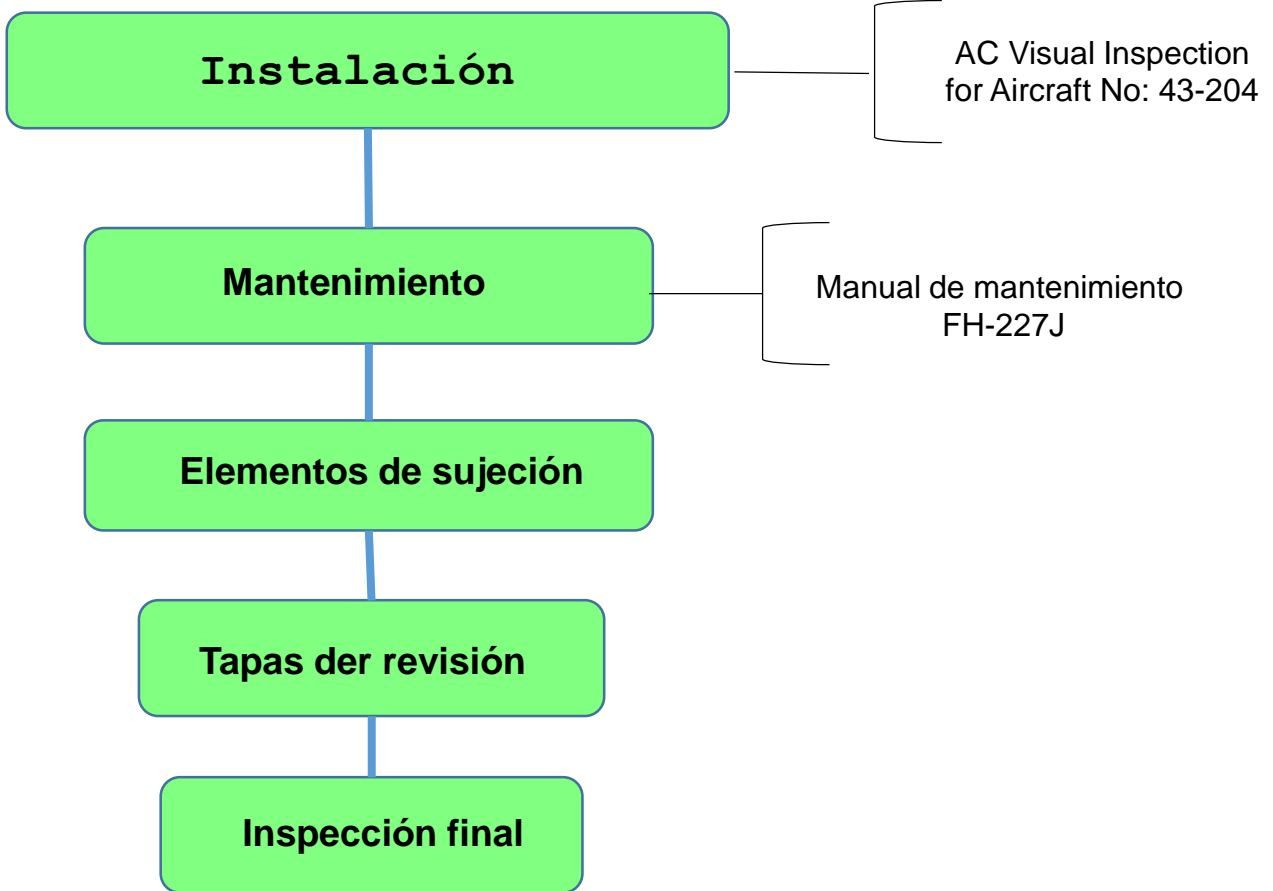 Instalación
AC Visual Inspection
for Aircraft No: 43-204
Mantenimiento
Manual de mantenimiento
FH-227J
Elementos de sujeción
Tapas der revisión
Inspección final